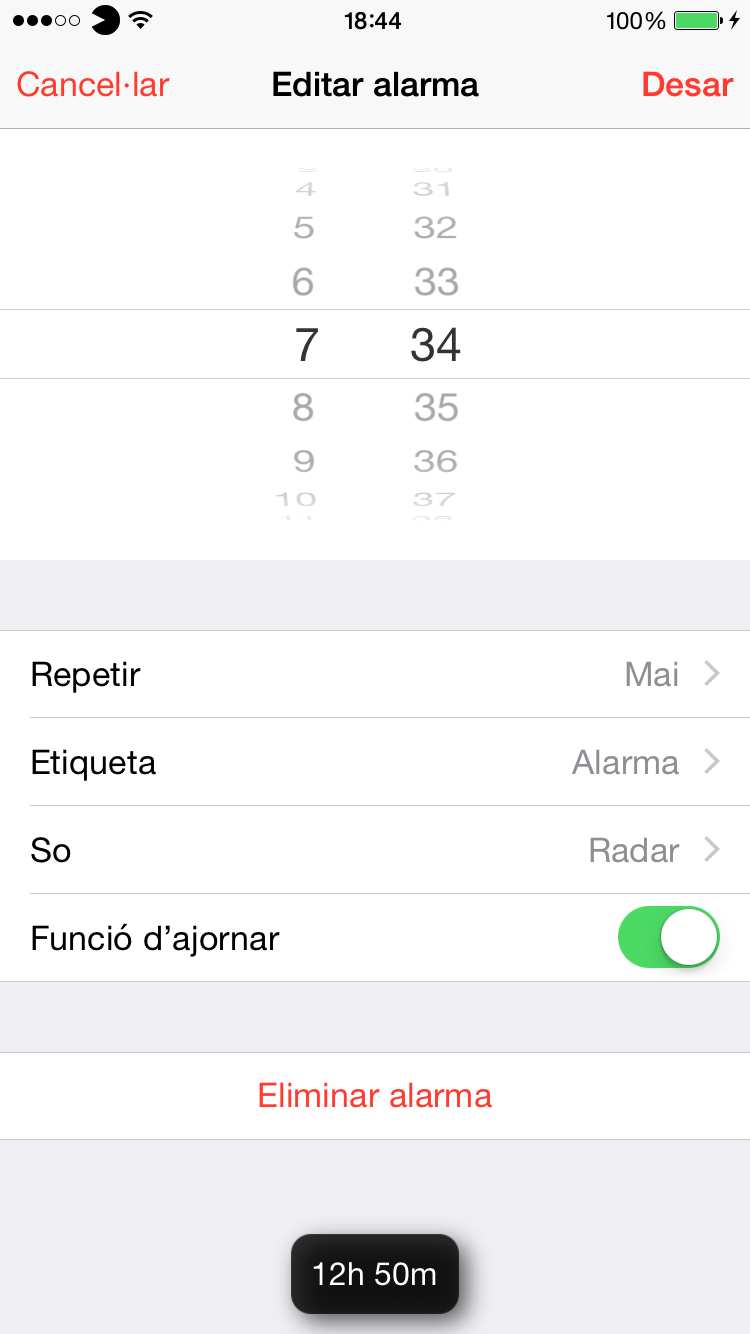 18:44 100%
Cancel·lar Editar alarma Desar
4 31
5 32
6 33
7 34
8 35
9 36
10 37
Repetir Mai
Etiqueta Alarma
So Radar
Funció d’ajornar
Eliminar alarma
12h 50m